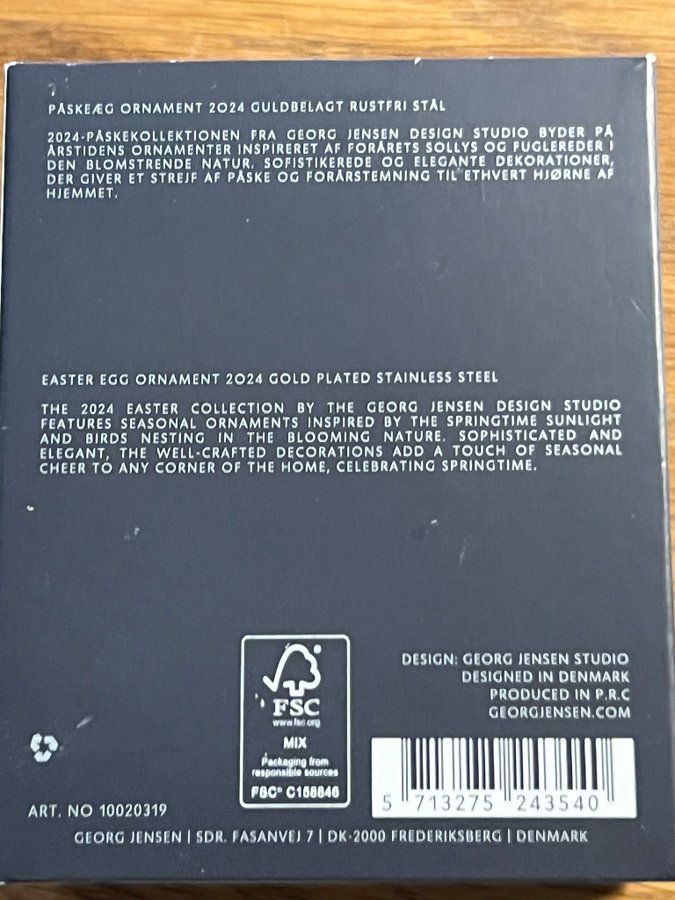 PÅSKEÆG ORNAMENT 2024 GULDBELAGT RUSTFRI STÅL
2024-PÅSKEKOLLEKTIONEN FRA GEORG JENSEN DESIGN STUDIO BYDER PÅ
ÅRSTIDENS ORNAMENTER INSPIRERET AF FORÅRETS SOLLYS OG FUGLEREDER I
DEN BLOMSTRENDE NATUR. SOFISTIKEREDE OG ELEGANTE DEKORATIONER,
DER GIVER ET STREJF AF PÅSKE OG FORÅRSTEMNING TIL ETHVERT HJØRNE AF
HJEMMET.
EASTER EGG ORNAMENT 2024 GOLD PLATED STAINLESS STEEL
THE 2024 EASTER COLLECTION BY THE GEORG JENSEN DESIGN STUDIO
FEATURES SEASONAL ORNAMENTS INSPIRED BY THE SPRINGTIME SUNLIGHT
AND BIRDS NESTING IN THE BLOOMING NATURE. SOPHISTICATED AND
ELEGANT, THE WELL-CRAFTED DECORATIONS ADD A TOUCH OF SEASONAL
CHEER TO ANY CORNER OF THE HOME, CELEBRATING SPRINGTIME.
FSC
www.fsc.org
MIX
Packaging from
responsible sources
FSC® C158646
DESIGN: GEORG JENSEN STUDIO
DESIGNED IN DENMARK
PRODUCED IN P.R.C
GEORGJENSEN.COM
5 713275 243540
ART. NO 10020319
GEORG JENSEN | SDR. FASANVEJ 7 | DK-2000 FREDERIKSBERG | DENMARK